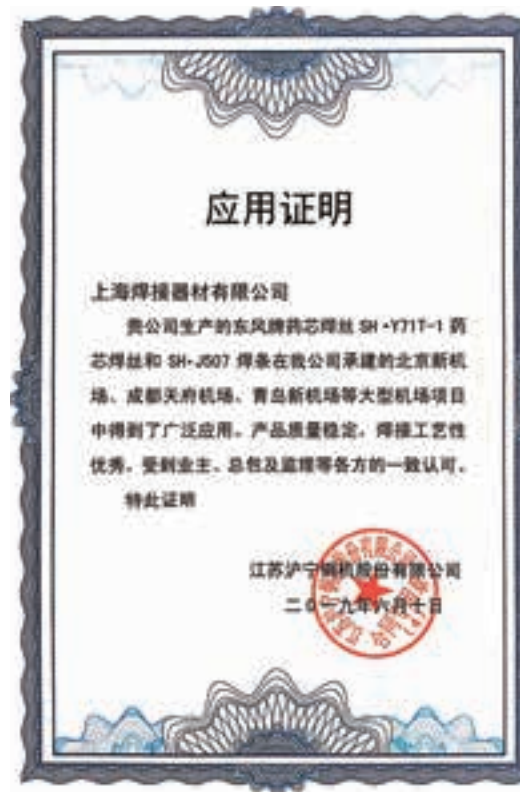 应用证明
上海焊接器材有限公司
贵公司生产的东风牌药芯焊丝 SH·Y71T-1 药
芯焊丝和 SH·J507 焊条在我公司承建的北京新机
场、成都天府机场、青岛新机场等大型机场项目
中得到了广泛应用。产品质量稳定，焊接工艺性
优秀。受到业主、总包及监理等各方的一致认可。
特此证明
江苏沪宁钢机股份有限公司
二〇一九年六月十日